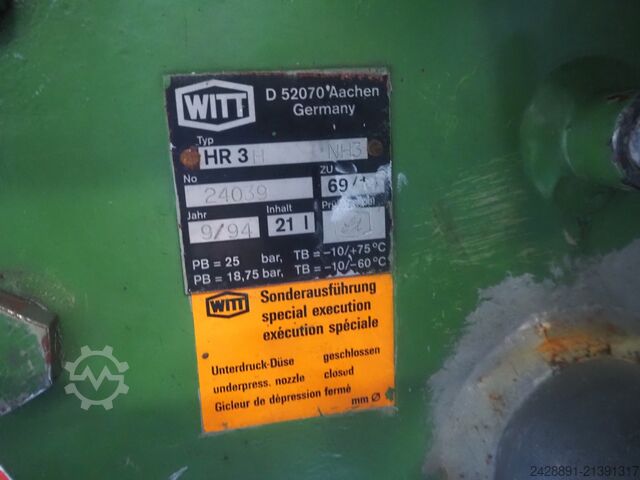 WITT
D 52070 Aachen
Germany
Typ
HR 3H NH3
No
24039
ZU
69/
Jahr
9/94
Inhalt
21 l
PB = 25 bar, TB = -10/+75 °C
PB = 18,75 bar, TB = -10/-60 °C
WITT
Sonderausführung
special execution
exécution spéciale
Unterdruck-Düse geschlossen
underpress. nozzle closud
Gicleur de dépression fermé
mm Ø
2428891-21391317